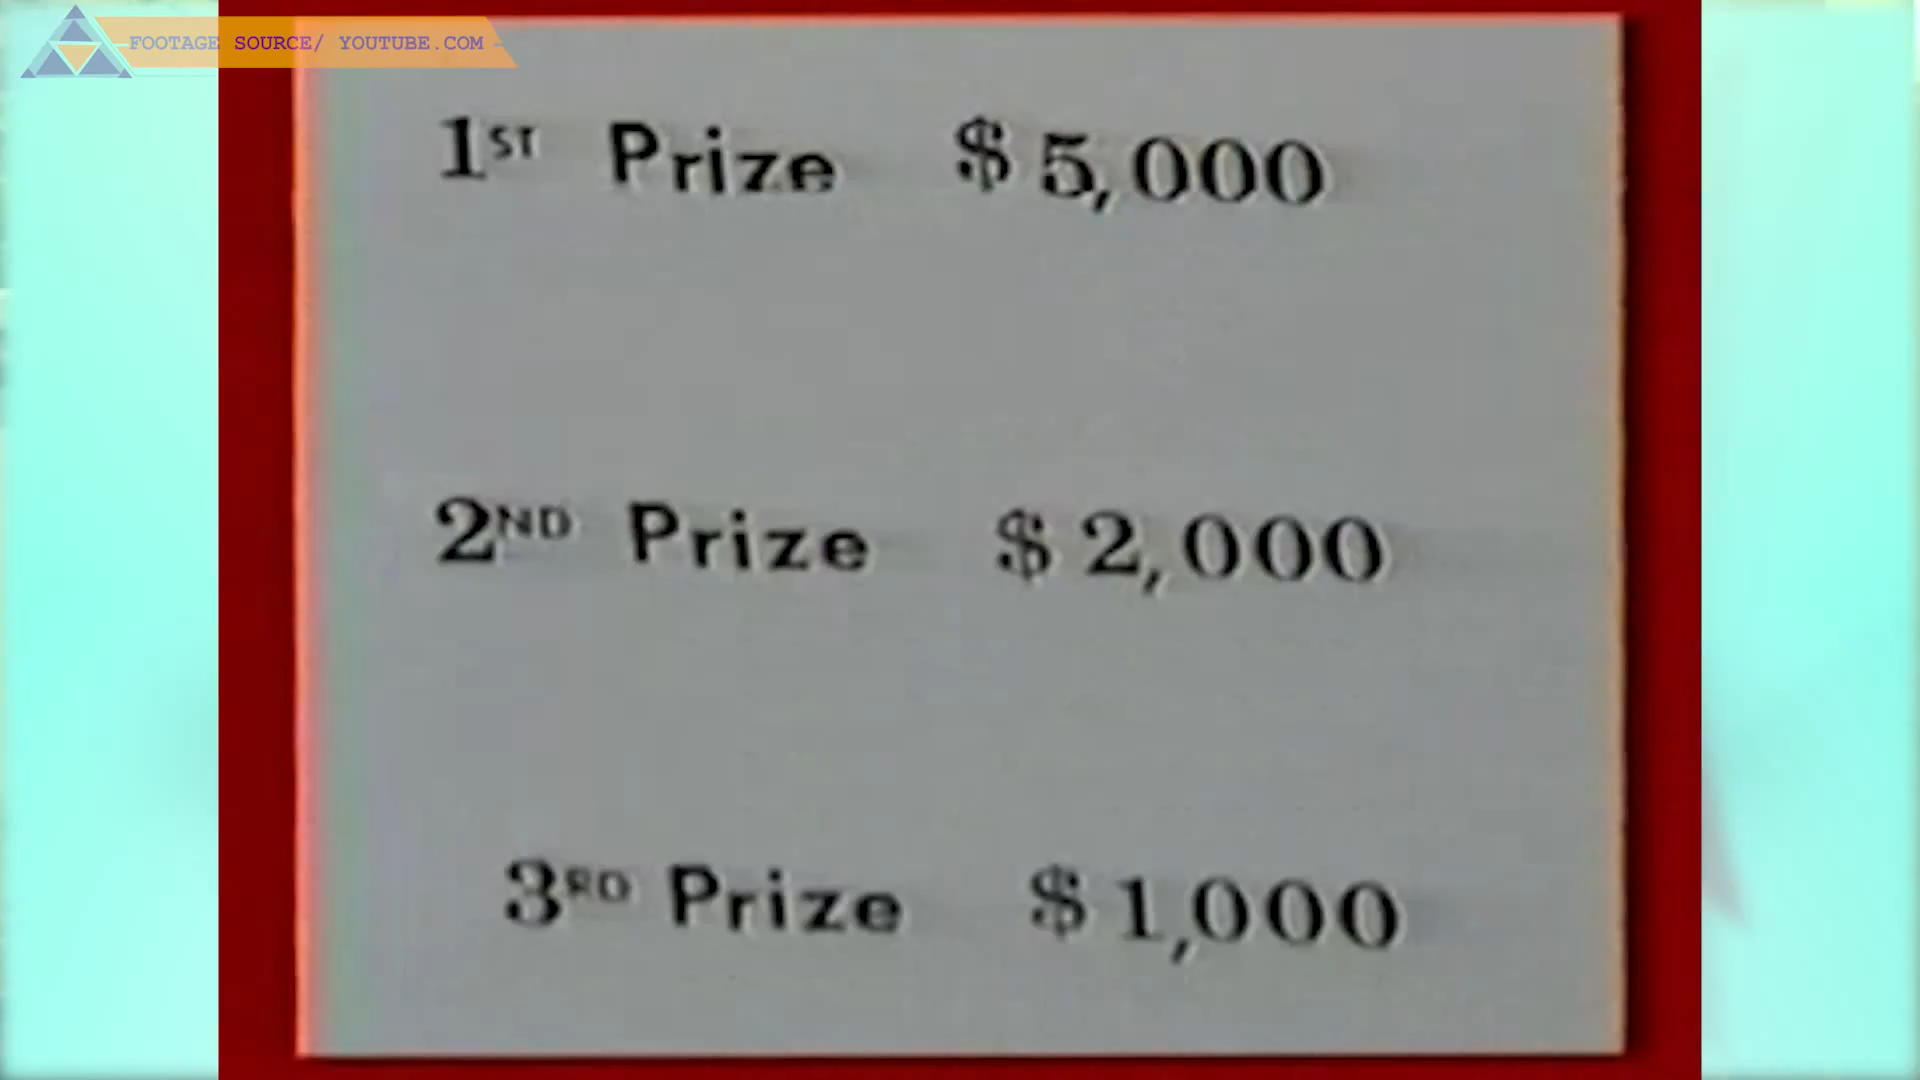 FOOTAGE SOURCE/ YOUTUBE.COM
1ST Prize $5,000
2ND Prize $2,000
3RD Prize $1,000